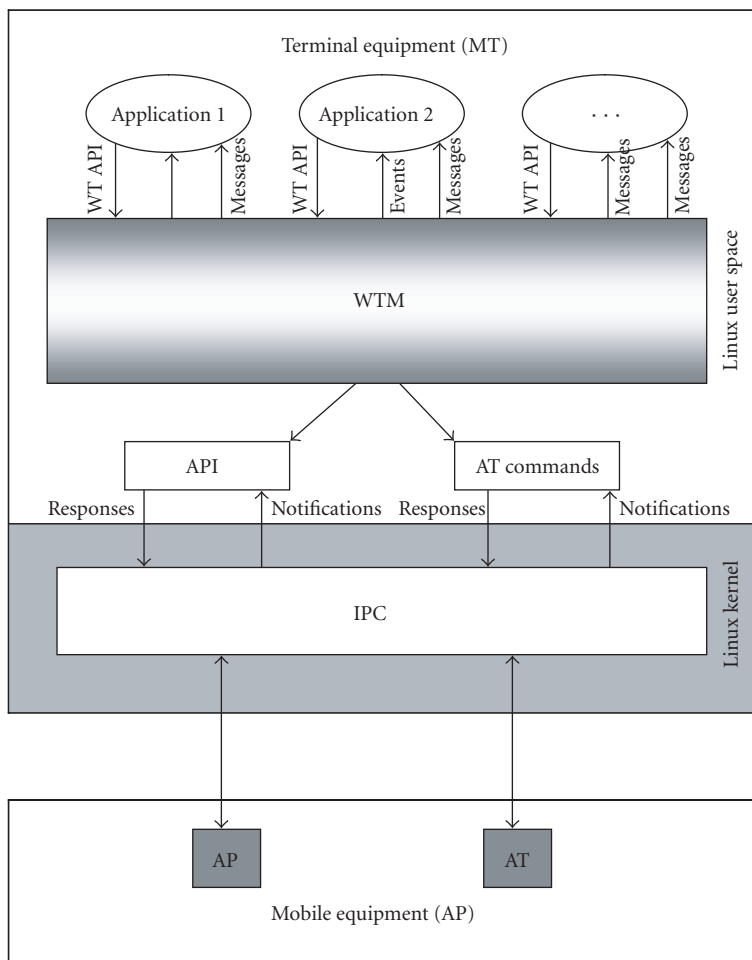 Terminal equipment (MT)
Application 1
Application 2
. . .
WT API
Messages
WT API
Events
Messages
WT API
Messages
Messages
Linux user space
WTM
API
AT commands
Responses
Notifications
Responses
Notifications
Linux kernel
IPC
AP
AT
Mobile equipment (AP)